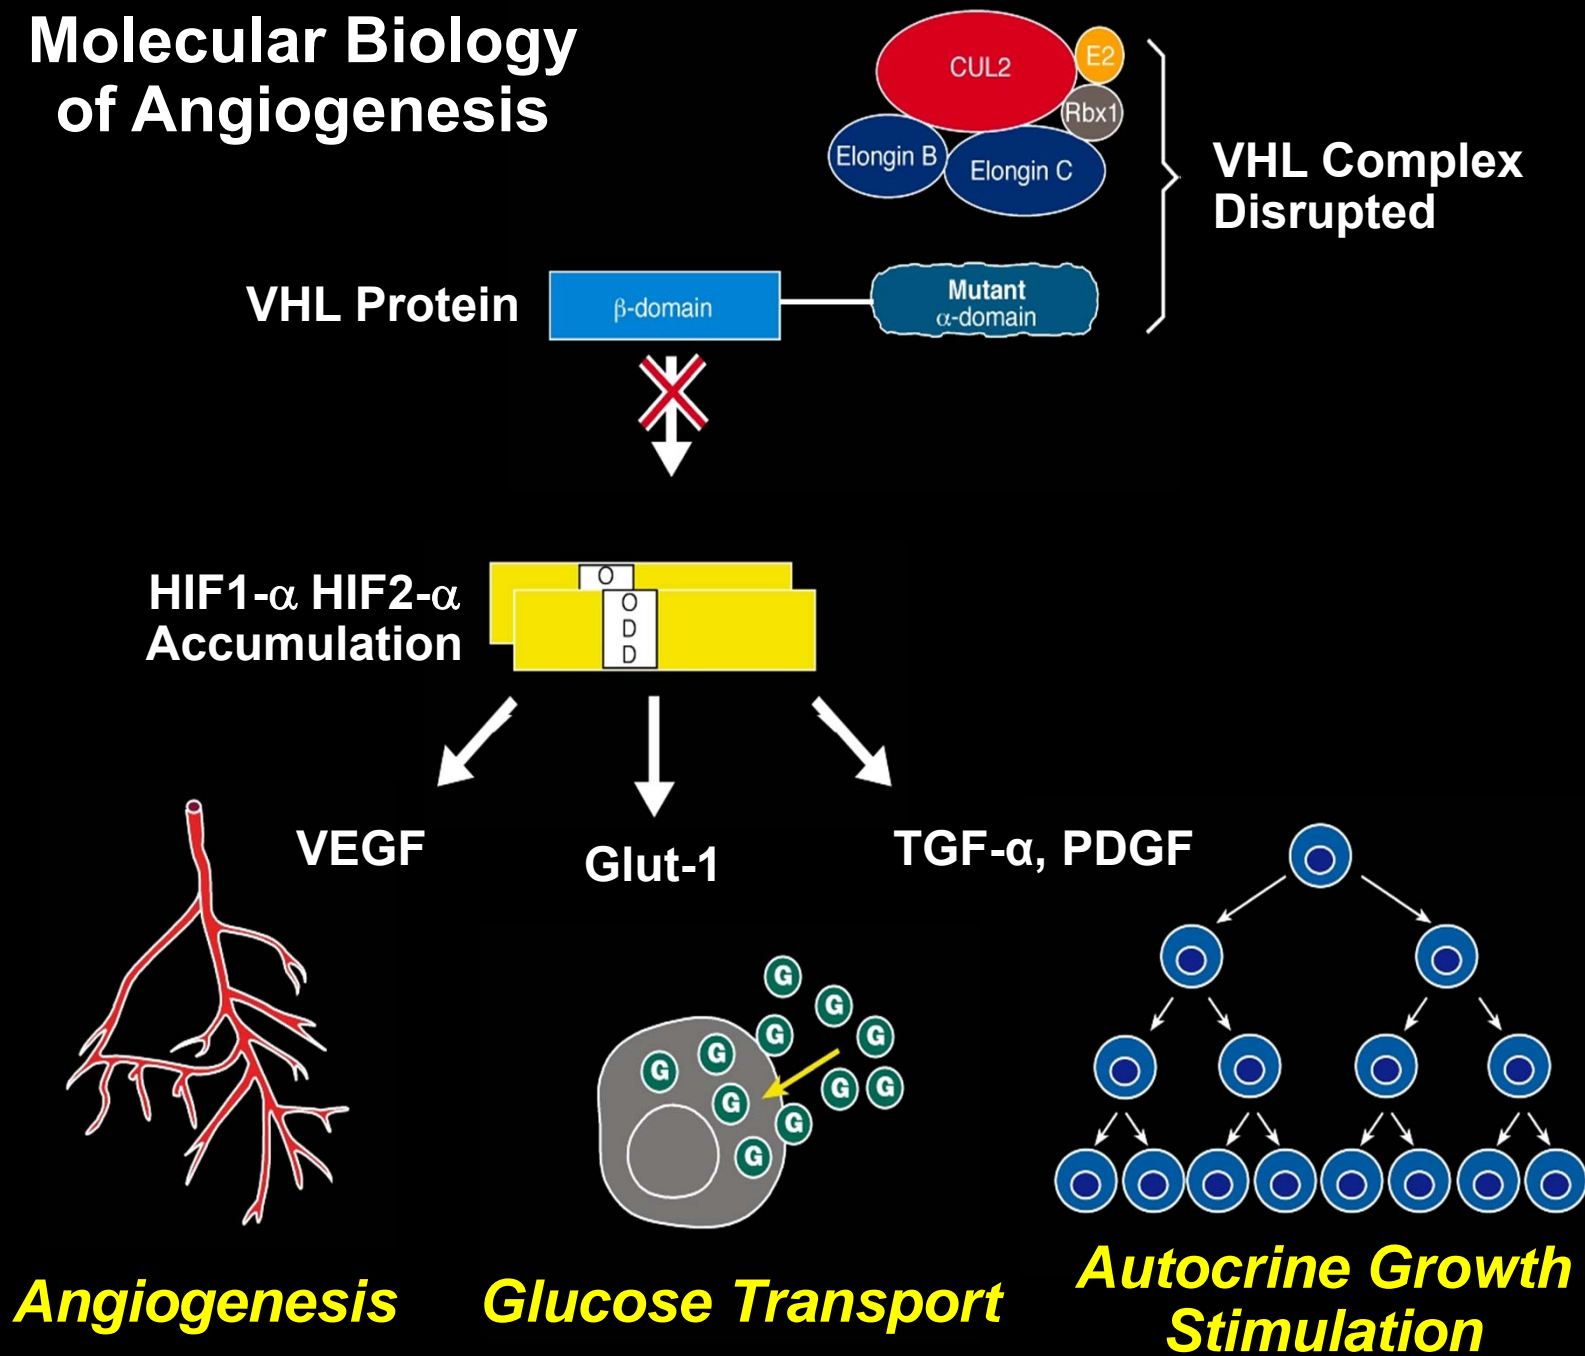 Molecular Biology
of Angiogenesis
CUL2
E2
Rbx1
Elongin B
Elongin C
VHL Complex
Disrupted
VHL Protein
β-domain
Mutant
α-domain
HIF1-α HIF2-α
Accumulation
O
O
D
D
VEGF
Glut-1
TGF-α, PDGF
G
G
G
G
G
G
G
G
G
G
G
Angiogenesis
Glucose Transport
Autocrine Growth
Stimulation